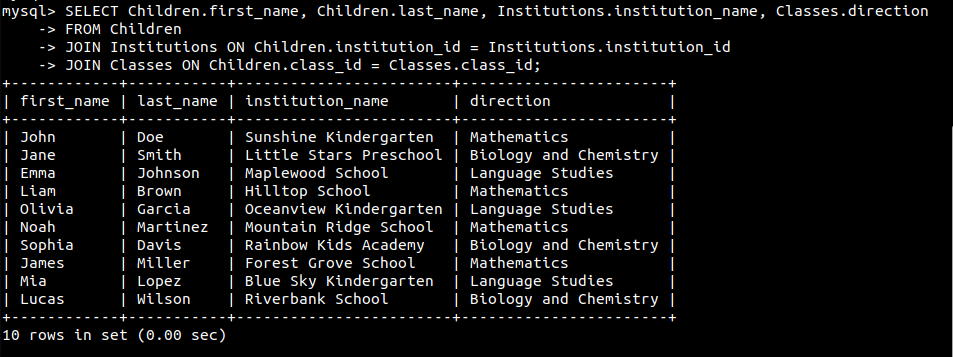 mysql> SELECT Children.first_name, Children.last_name, Institutions.institution_name, Classes.direction
    -> FROM Children
    -> JOIN Institutions ON Children.institution_id = Institutions.institution_id
    -> JOIN Classes ON Children.class_id = Classes.class_id;
+------------+-----------+------------------------+-----------------------+
| first_name | last_name | institution_name       | direction             |
+------------+-----------+------------------------+-----------------------+
| John       | Doe       | Sunshine Kindergarten  | Mathematics           |
| Jane       | Smith     | Little Stars Preschool | Biology and Chemistry |
| Emma       | Johnson   | Maplewood School       | Language Studies      |
| Liam       | Brown     | Hilltop School         | Mathematics           |
| Olivia     | Garcia    | Oceanview Kindergarten | Language Studies      |
| Noah       | Martinez  | Mountain Ridge School  | Mathematics           |
| Sophia     | Davis     | Rainbow Kids Academy   | Biology and Chemistry |
| James      | Miller    | Forest Grove School    | Mathematics           |
| Mia        | Lopez     | Blue Sky Kindergarten  | Language Studies      |
| Lucas      | Wilson    | Riverbank School       | Biology and Chemistry |
+------------+-----------+------------------------+-----------------------+
10 rows in set (0.00 sec)